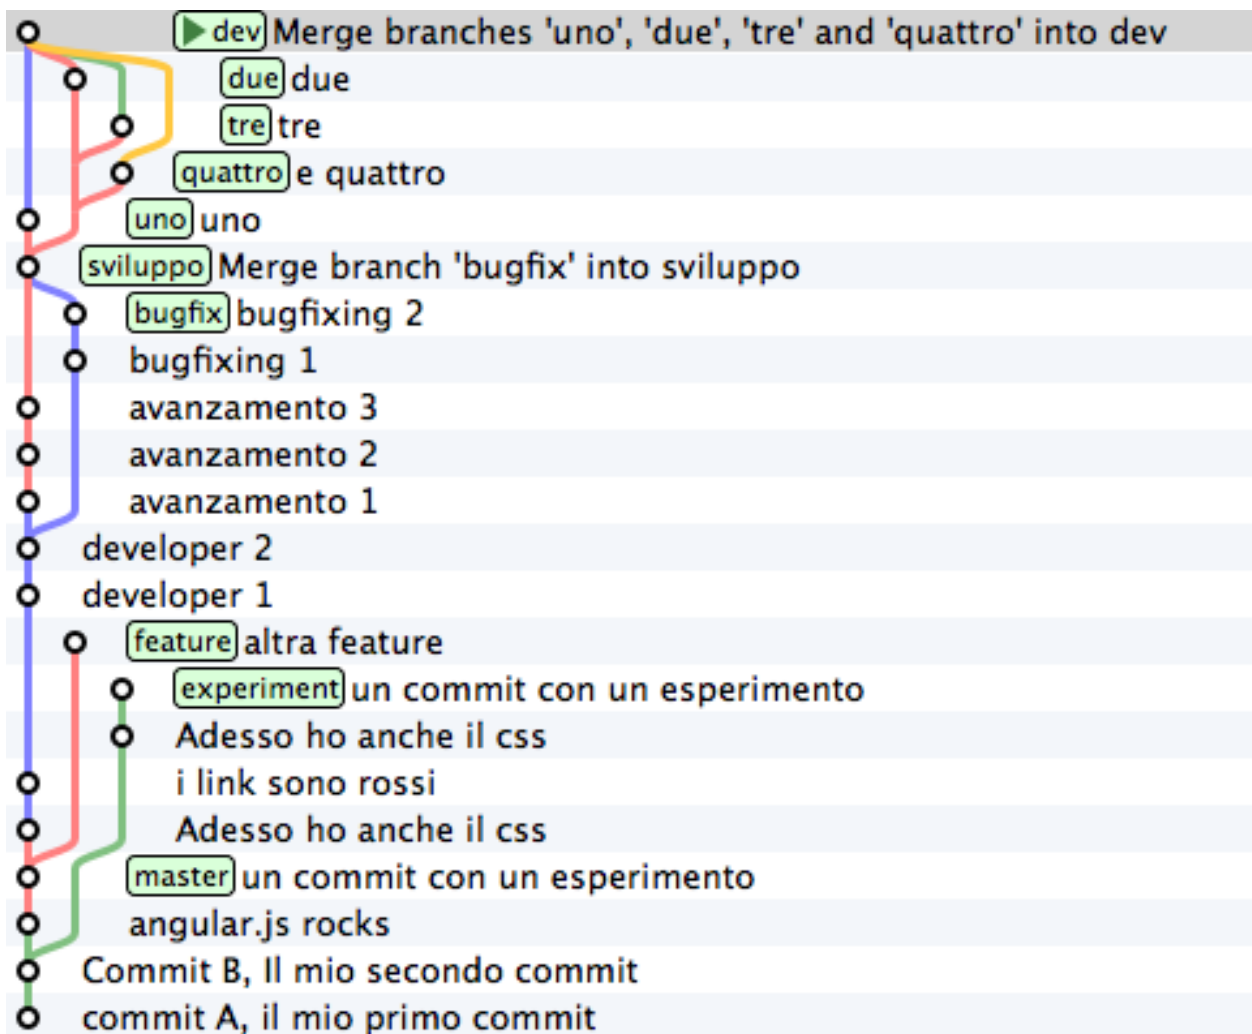 dev Merge branches 'uno', 'due', 'tre' and 'quattro' into dev
due due
tre tre
quattro e quattro
uno uno
sviluppo Merge branch 'bugfix' into sviluppo
bugfix bugfixing 2
bugfixing 1
avanzamento 3
avanzamento 2
avanzamento 1
developer 2
developer 1
feature altra feature
experiment un commit con un esperimento
Adesso ho anche il css
i link sono rossi
Adesso ho anche il css
master un commit con un esperimento
angular.js rocks
Commit B, Il mio secondo commit
commit A, il mio primo commit